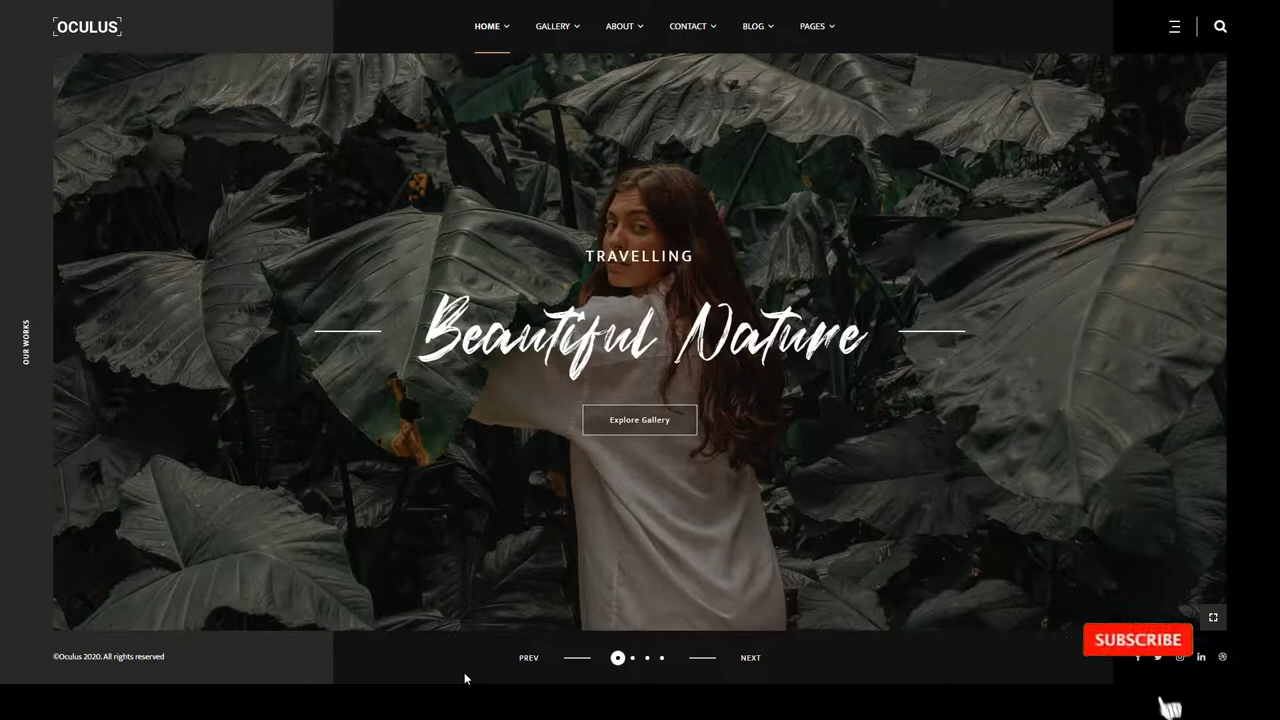 OCULUS
HOME
GALLERY
ABOUT
CONTACT
BLOG
PAGES
TRAVELLING
Beautiful Nature
Explore Gallery
OUR WORKS
©Oculus 2020. All rights reserved
PREV
NEXT
SUBSCRIBE